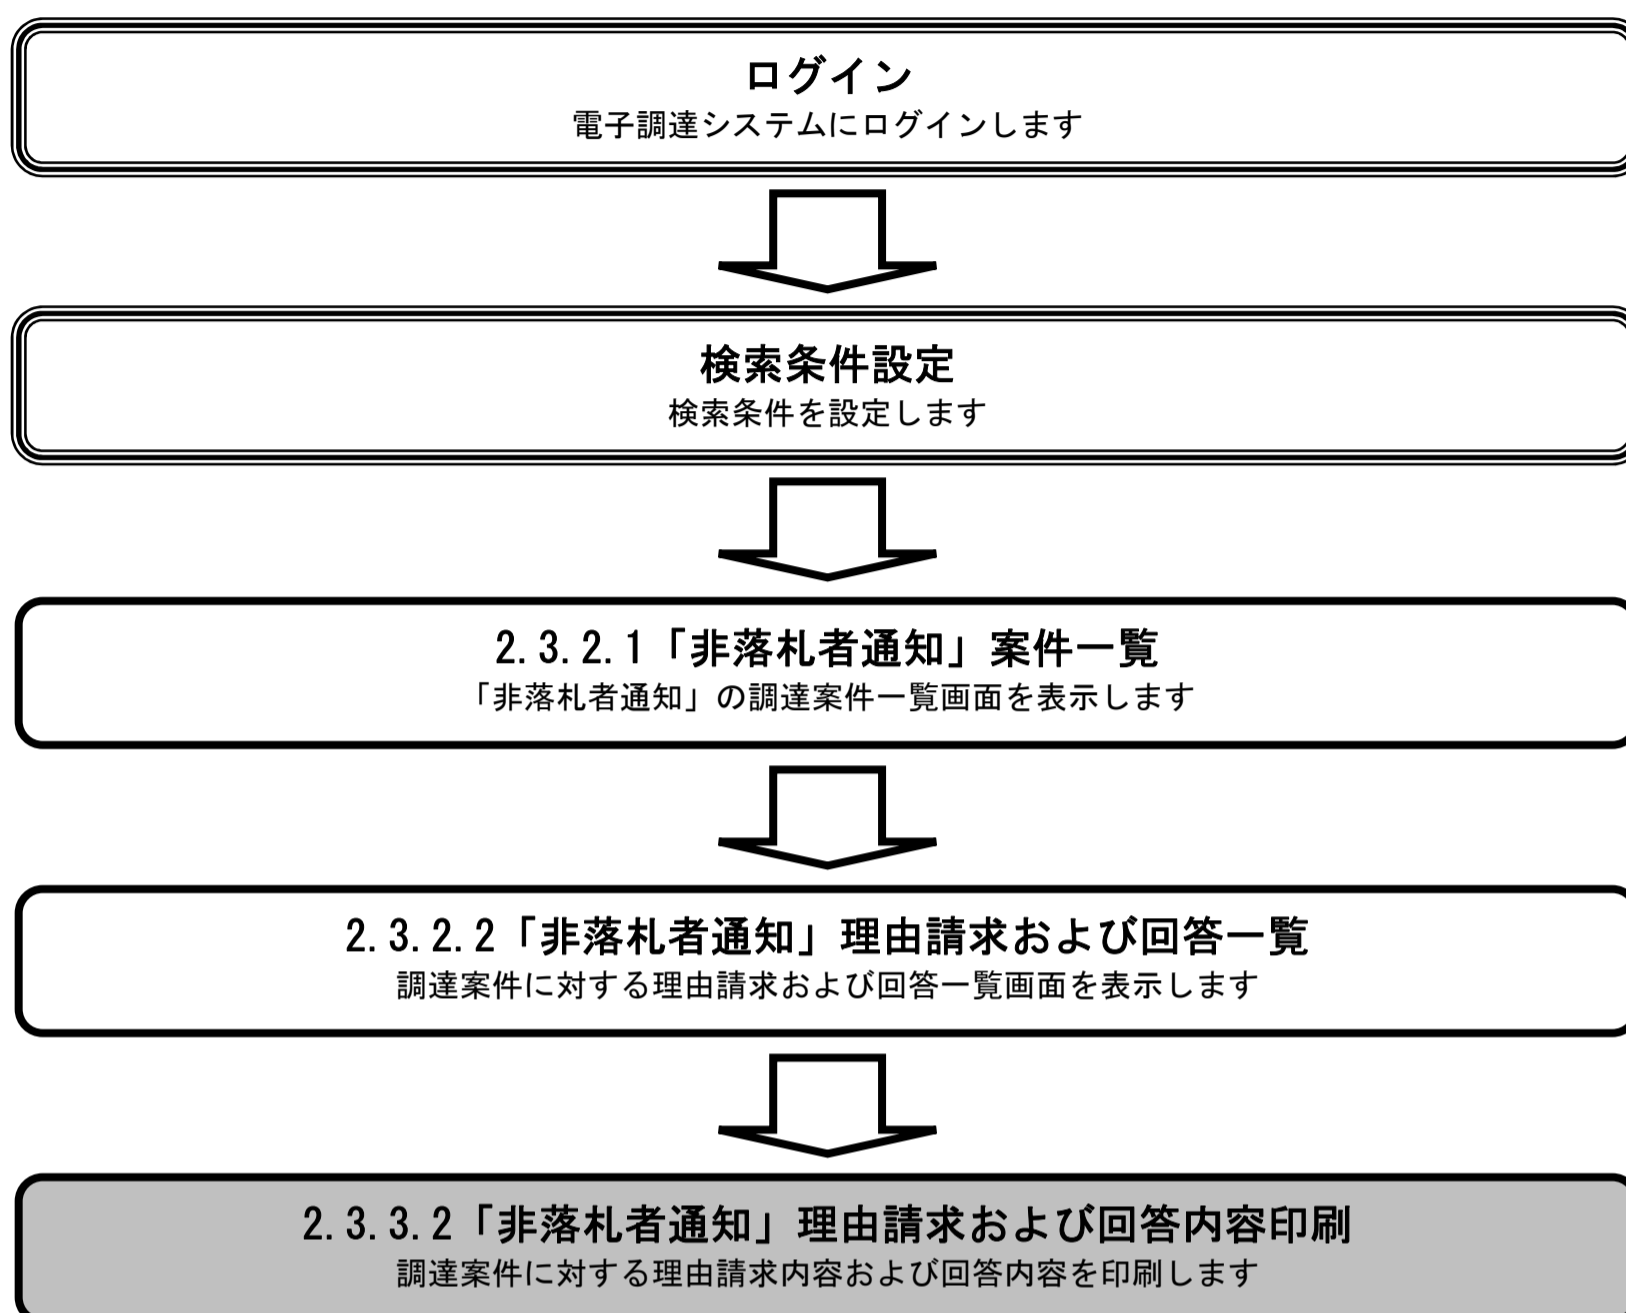 ログイン
電子調達システムにログインします
検索条件設定
検索条件を設定します
2.3.2.1「非落札者通知」案件一覧
「非落札者通知」の調達案件一覧画面を表示します
2.3.2.2「非落札者通知」理由請求および回答一覧
調達案件に対する理由請求および回答一覧画面を表示します
2.3.3.2「非落札者通知」理由請求および回答内容印刷
調達案件に対する理由請求内容および回答内容を印刷します